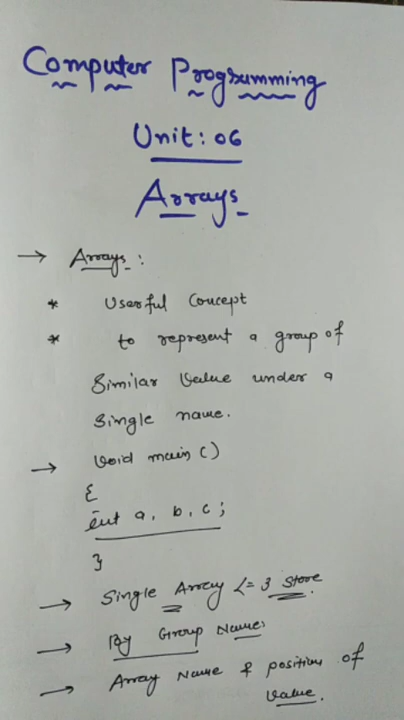 Computer Programming
Unit: 06
Arrays
→ Arrays :
* Userful Concept
* to represent a group of
Similar Value under a
Single name.
→ Void main ()
{
int a, b, c ;
}
→ Single Array <= 3 Store
→ By Group Name:
→ Array Name & position of
Value.